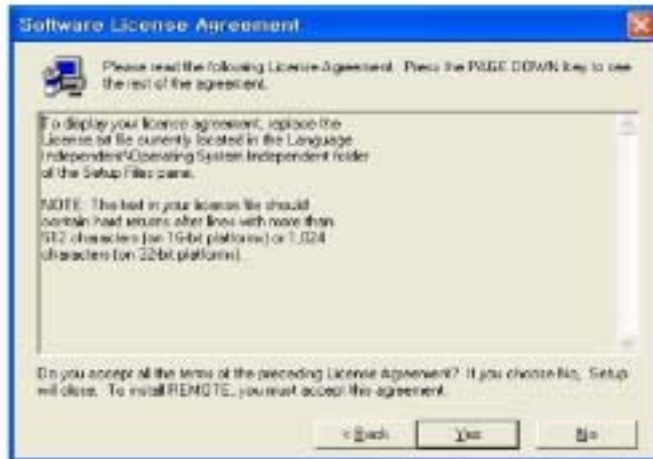 Software License Agreement
Please read the following License Agreement. Press the PAGE DOWN key to see
the rest of the agreement.
To display your license agreement, replace the
License.txt file currently located in the Language
Independent\Operating System Independent folder
of the Setup Files pane.
NOTE: The text in your license file should
contain hard returns after lines with more than
512 characters (on 16-bit platforms) or 1,024
characters (on 32-bit platforms).
Do you accept all the terms of the preceding License Agreement? If you choose No, Setup
will close. To install REMOTE, you must accept this agreement.
< Back
Yes
No